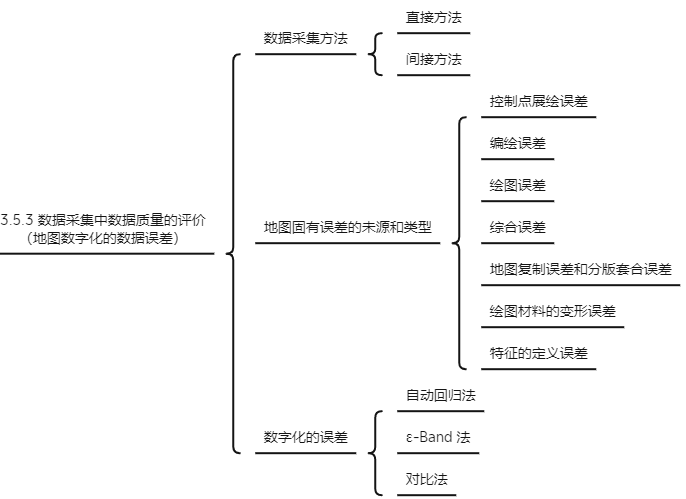 3.5.3 数据采集中数据质量的评价
（地图数字化的数据误差）
数据采集方法
直接方法
间接方法
地图固有误差的未源和类型
控制点展绘误差
编绘误差
绘图误差
综合误差
地图复制误差和分版套合误差
绘图材料的变形误差
特征的定义误差
数字化的误差
自动回归法
ε-Band 法
对比法